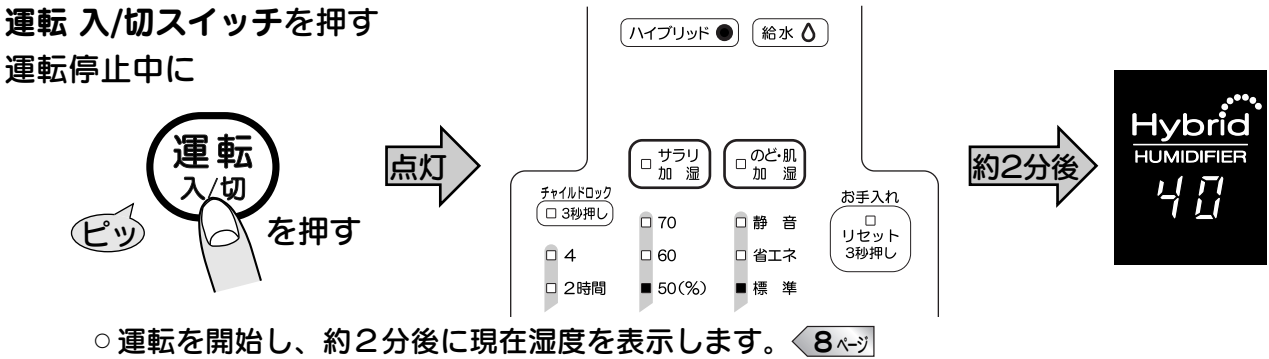 運転 入/切スイッチを押す
運転停止中に
運転
入/切
ピッ
を押す
点灯
ハイブリッド
給水
サラリ
加 湿
のど・肌
加 湿
チャイルドロック
3秒押し
70
静 音
4
60
省エネ
2時間
50(%)
標 準
お手入れ
リセット
3秒押し
約2分後
Hybrid
HUMIDIFIER
40
○運転を開始し、約2分後に現在湿度を表示します。 8ページ